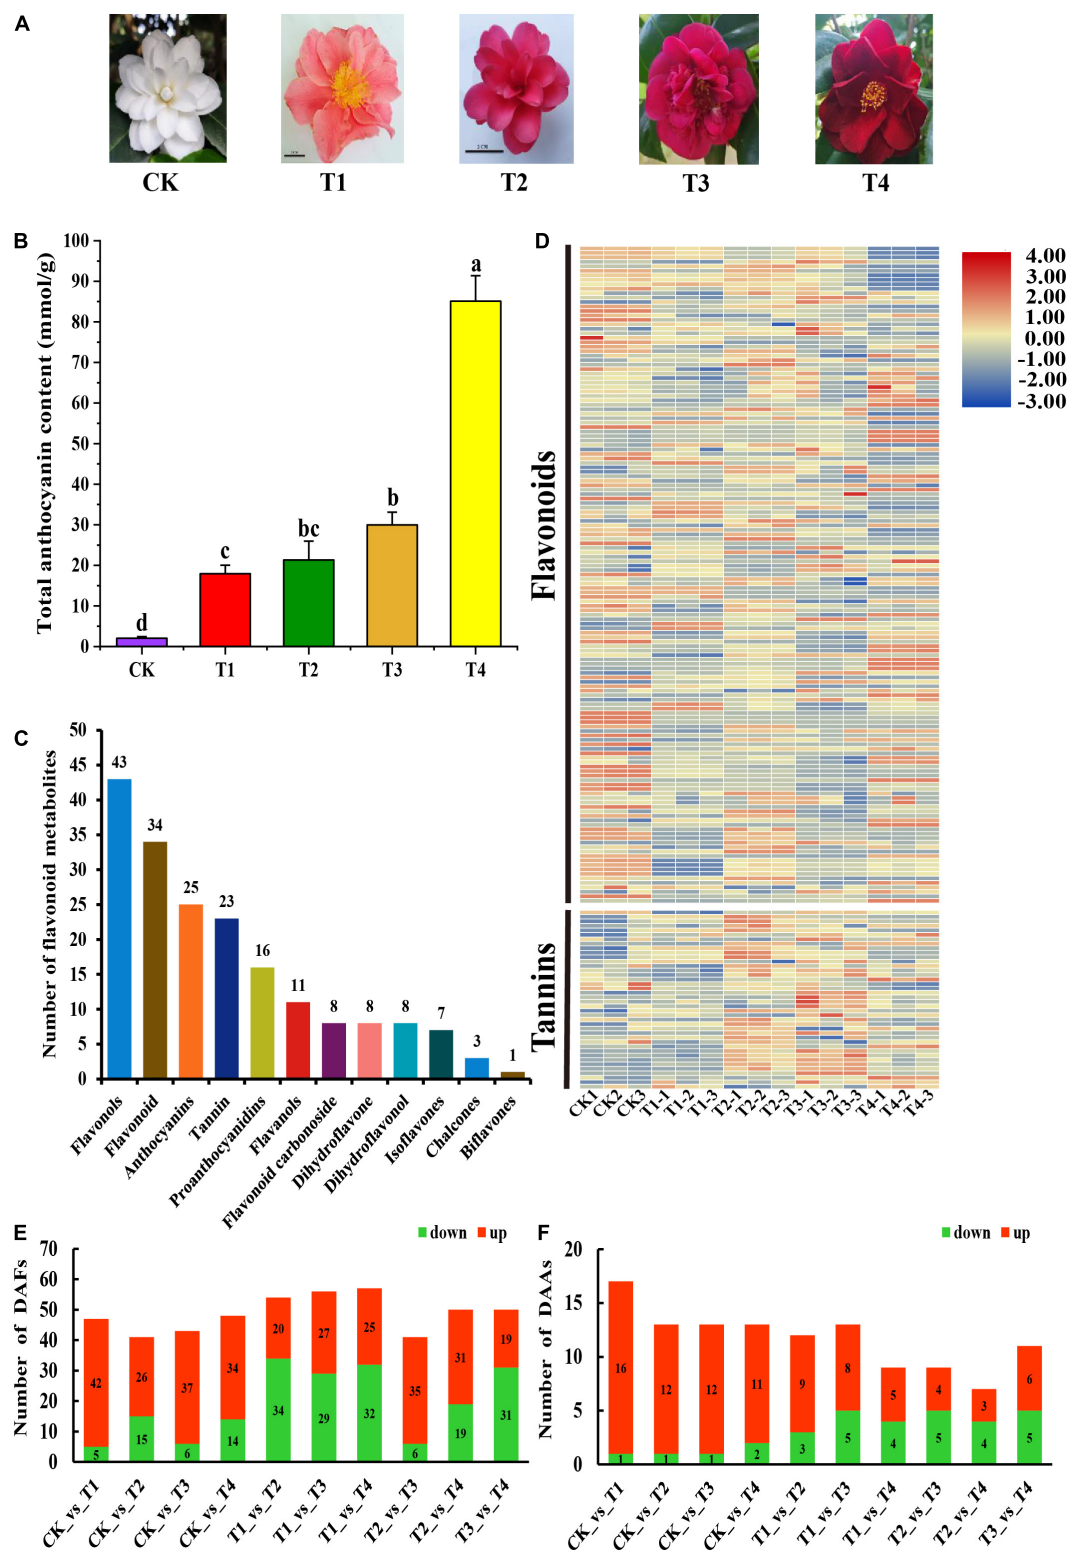 A
CK T1 T2 T3 T4
2 CM
B
Total anthocyanin content (mmol/g)
100
90
80
70
60
50
40
30
20
10
0
d c bc b a
CK T1 T2 T3 T4
C
Number of flavonoid metabolites
50
45
40
35
30
25
20
15
10
5
0
43 34 25 23 16 11 8 8 8 7 3 1
Flavonols
Flavonoid
Anthocyanins
Tannin
Proanthocyanidins
Flavanols
Flavonoid carbonoside
Dihydroflavone
Dihydroflavonol
Isoflavones
Chalcones
Biflavones
D
Flavonoids
Tannins
4.00
3.00
2.00
1.00
0.00
-1.00
-2.00
-3.00
CK1 CK2 CK3 T1-1 T1-2 T1-3 T2-1 T2-2 T2-3 T3-1 T3-2 T3-3 T4-1 T4-2 T4-3
E
down up
Number of DAFs
70
60
50
40
30
20
10
0
42 26 37 34 20 27 25 35 31 19
5 15 6 14 34 29 32 6 19 31
CK_vs_T1
CK_vs_T2
CK_vs_T3
CK_vs_T4
T1_vs_T2
T1_vs_T3
T1_vs_T4
T2_vs_T3
T2_vs_T4
T3_vs_T4
F
down up
Number of DAAs
20
15
10
5
0
16 12 12 11 9 8 5 4 3 6
1 1 1 2 3 5 4 5 4 5
CK_vs_T1
CK_vs_T2
CK_vs_T3
CK_vs_T4
T1_vs_T2
T1_vs_T3
T1_vs_T4
T2_vs_T3
T2_vs_T4
T3_vs_T4